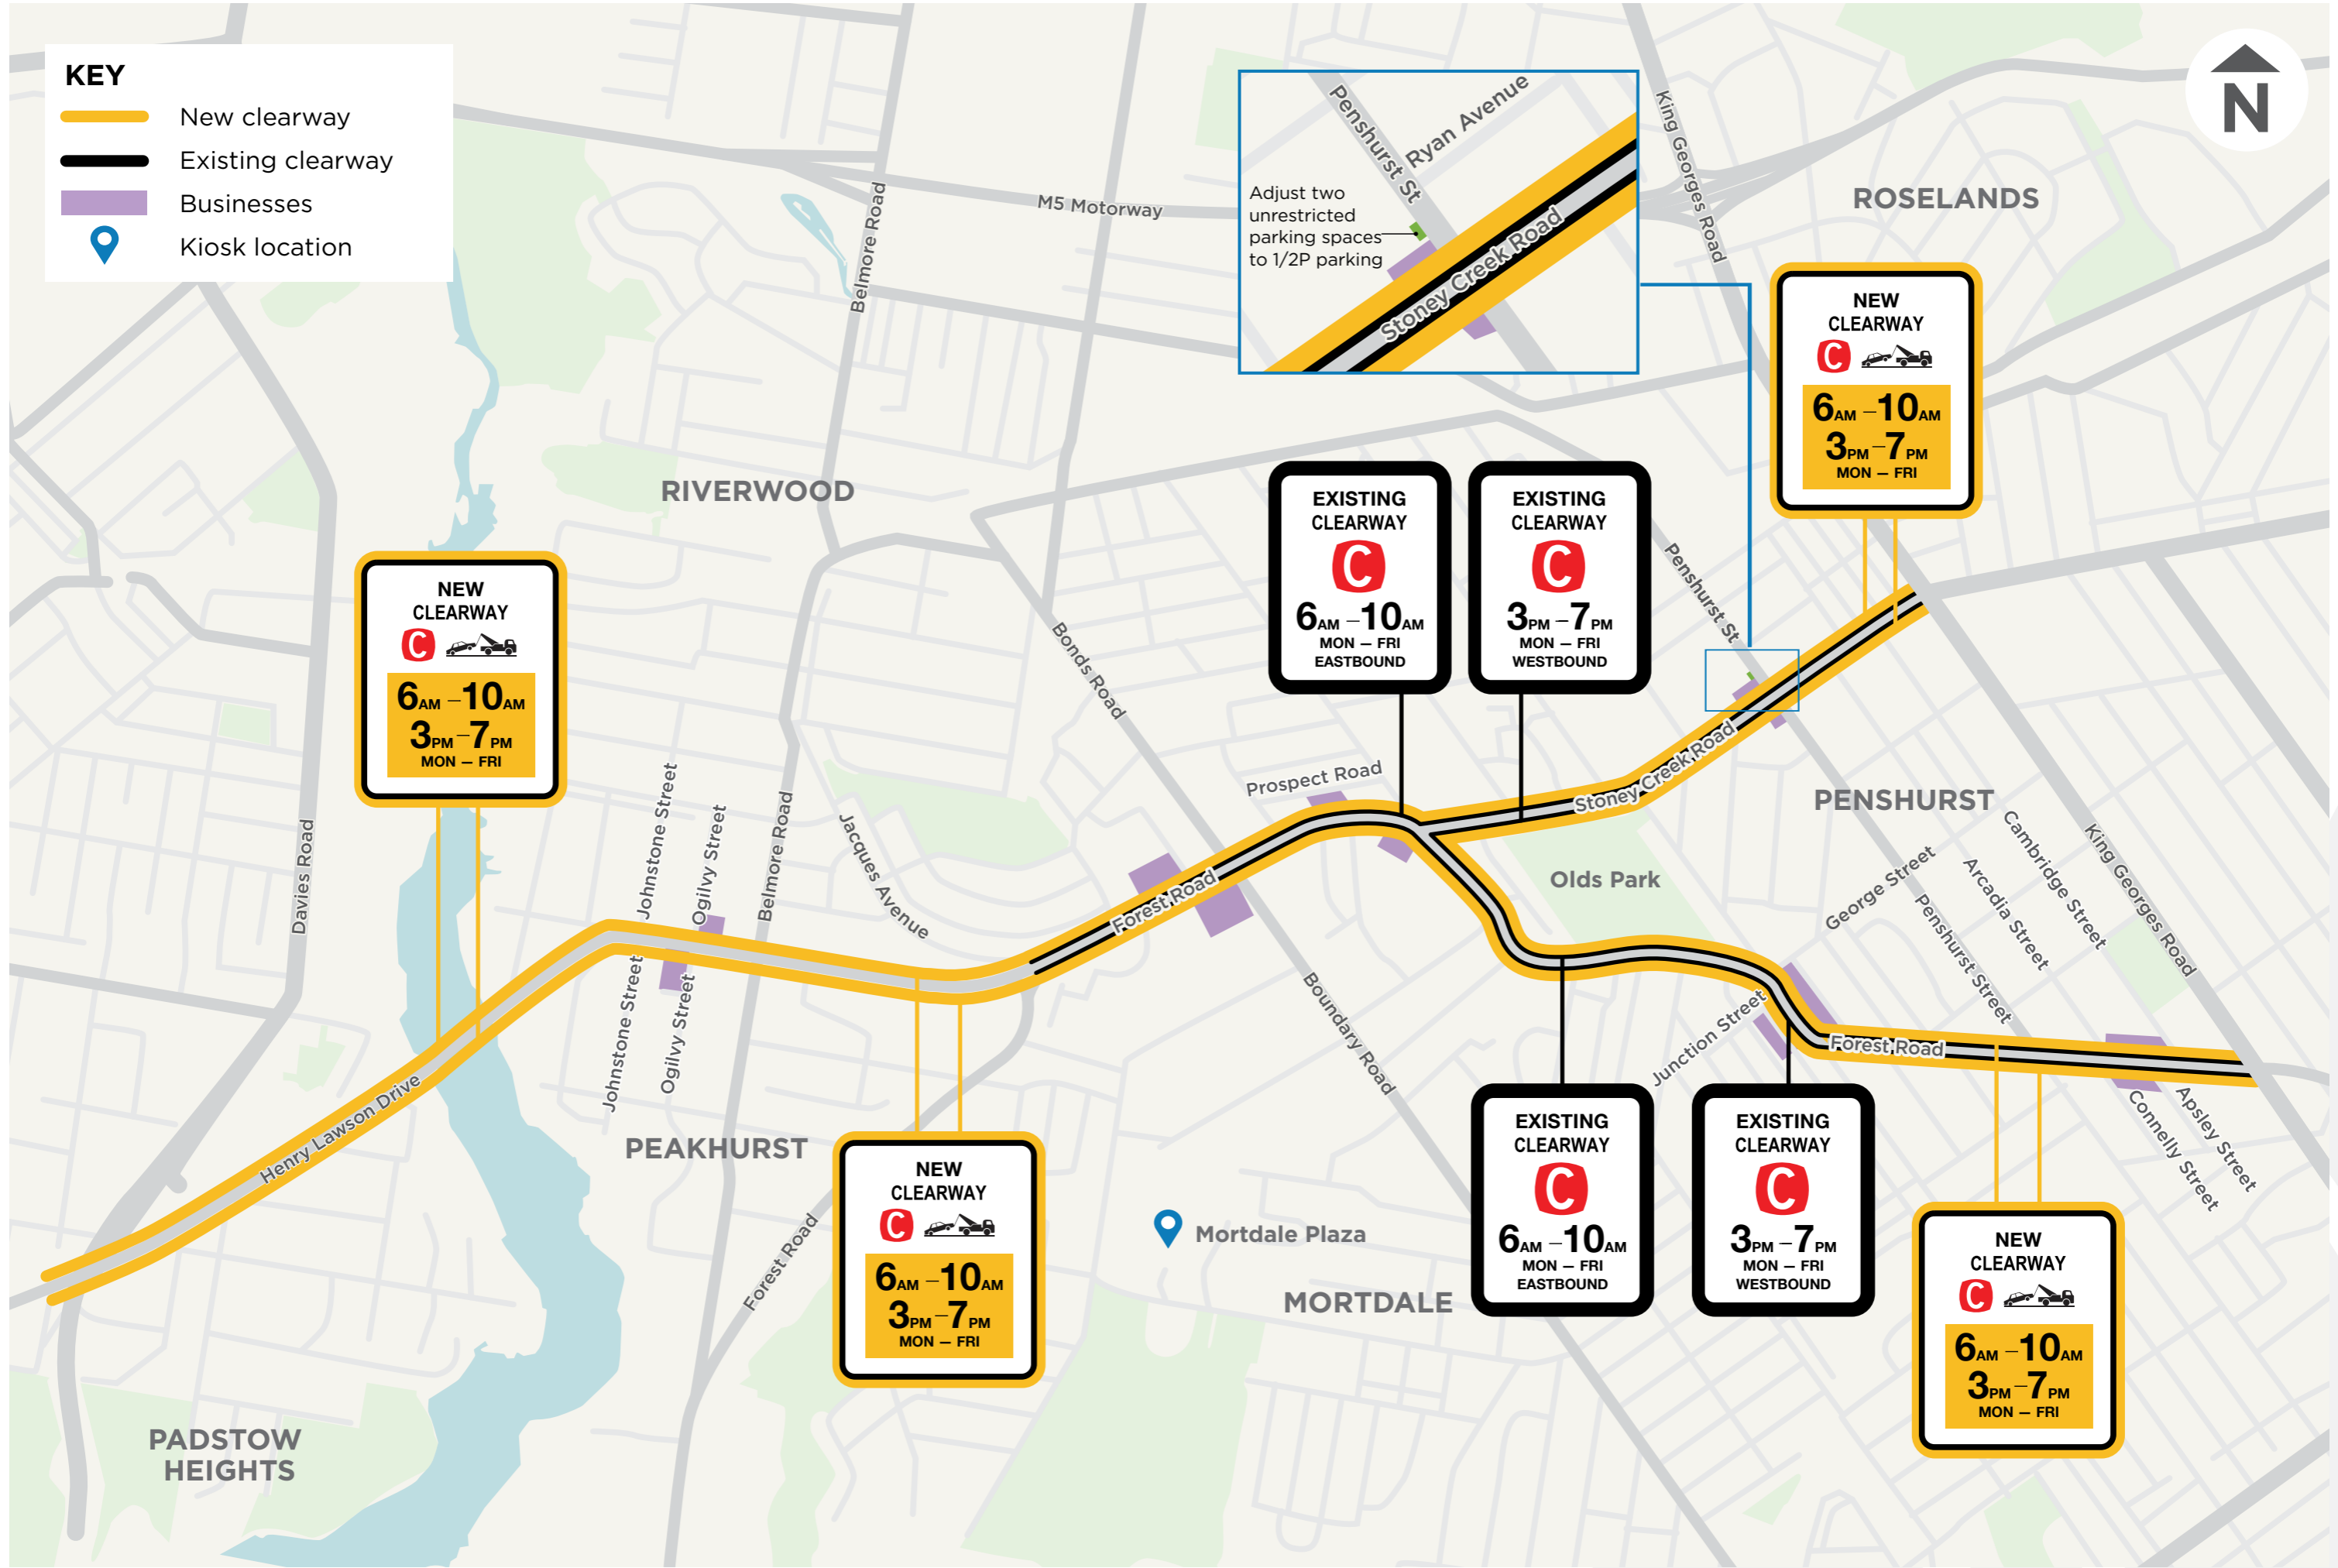 KEY
New clearway
Existing clearway
Businesses
Kiosk location
N
Penshurst St
Ryan Avenue
Adjust two
unrestricted
parking spaces
to 1/2P parking
Stoney Creek Road
King Georges Road
ROSELANDS
M5 Motorway
Belmore Road
NEW
CLEARWAY
C
6AM – 10AM
3PM – 7PM
MON – FRI
RIVERWOOD
EXISTING
CLEARWAY
C
6AM – 10AM
MON – FRI
EASTBOUND
EXISTING
CLEARWAY
C
3PM – 7PM
MON – FRI
WESTBOUND
Penshurst St
NEW
CLEARWAY
C
6AM – 10AM
3PM – 7PM
MON – FRI
Bonds Road
Prospect Road
Stoney Creek Road
PENSHURST
Davies Road
Johnstone Street
Ogilvy Street
Belmore Road
Jacques Avenue
Forest Road
Olds Park
George Street
Penshurst Street
Arcadia Street
Cambridge Street
King Georges Road
Johnstone Street
Ogilvy Street
Boundary Road
Junction Street
Forest Road
Henry Lawson Drive
PEAKHURST
Apsley Street
Connelly Street
NEW
CLEARWAY
C
6AM – 10AM
3PM – 7PM
MON – FRI
Forest Road
Mortdale Plaza
MORTDALE
EXISTING
CLEARWAY
C
6AM – 10AM
MON – FRI
EASTBOUND
EXISTING
CLEARWAY
C
3PM – 7PM
MON – FRI
WESTBOUND
NEW
CLEARWAY
C
6AM – 10AM
3PM – 7PM
MON – FRI
PADSTOW
HEIGHTS